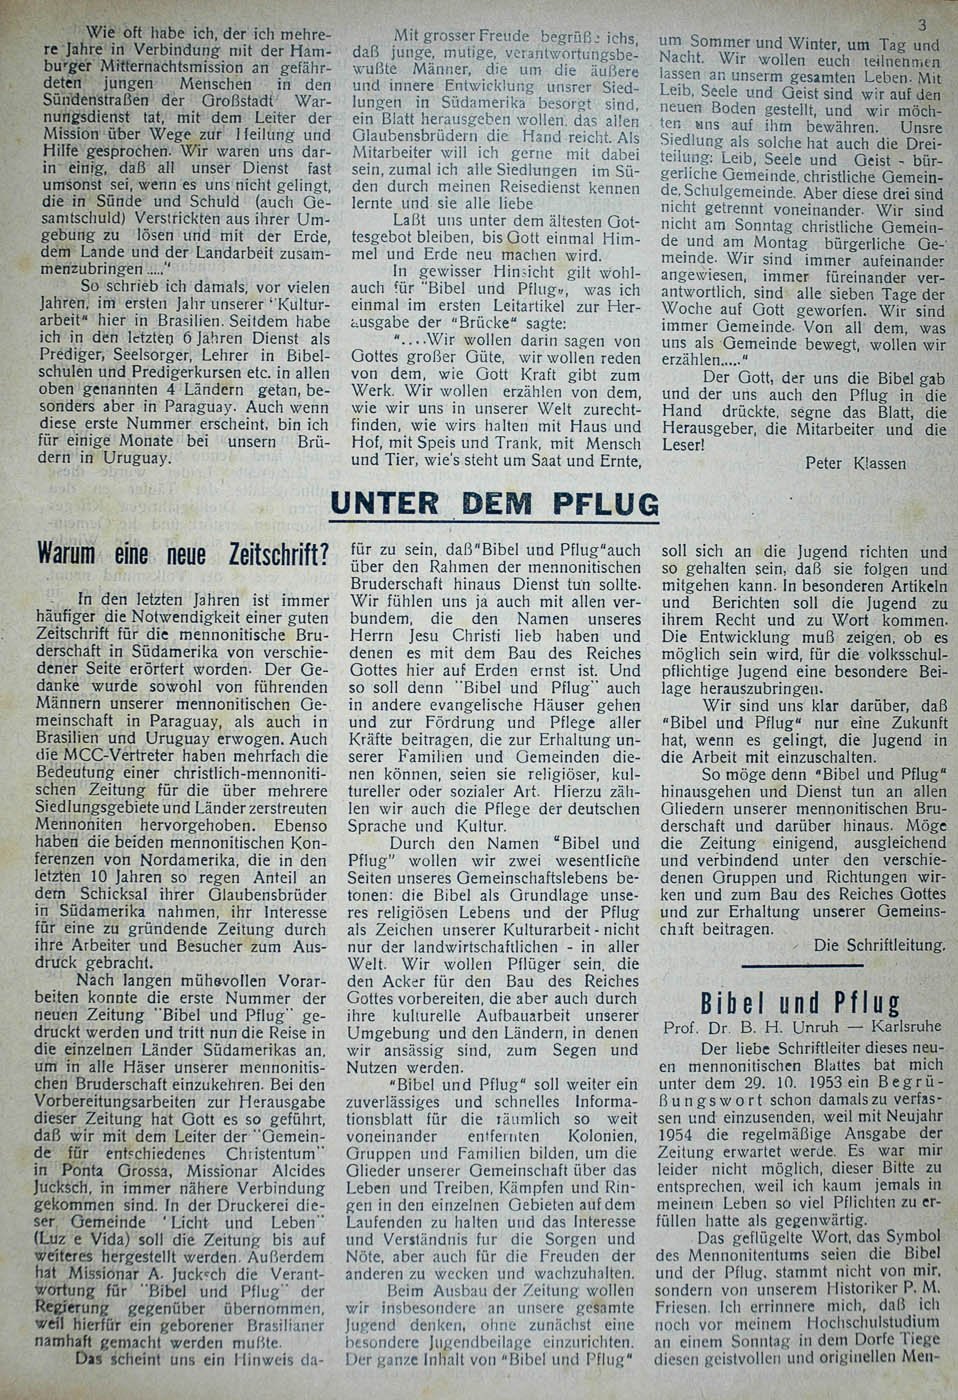 3
Wie oft habe ich, der ich mehre-
re Jahre in Verbindung mit der Ham-
burger Mitternachtsmission an gefähr-
deten jungen Menschen in den
Sündenstraßen der Großstadt War-
nungsdienst tat, mit dem Leiter der
Mission über Wege zur Heilung und
Hilfe gesprochen. Wir waren uns dar-
in einig, daß all unser Dienst fast
umsonst sei, wenn es uns nicht gelingt,
die in Sünde und Schuld (auch Ge-
samtschuld) Verstrickten aus ihrer Um-
gebung zu lösen und mit der Erde,
dem Lande und der Landarbeit zusam-
menzubringen ...."
So schrieb ich damals, vor vielen
Jahren, im ersten Jahr unserer "Kultur-
arbeit" hier in Brasilien. Seitdem habe
ich in den letzten 6 Jahren Dienst als
Prediger, Seelsorger, Lehrer in Bibel-
schulen und Predigerkursen etc. in allen
oben genannten 4 Ländern getan, be-
sonders aber in Paraguay. Auch wenn
diese erste Nummer erscheint, bin ich
für einige Monate bei unsern Brü-
dern in Uruguay.
Mit grosser Freude begrüße ichs,
daß junge, mutige, verantwortungsbe-
wußte Männer, die um die äußere
und innere Entwicklung unsrer Sied-
lungen in Südamerika besorgt sind,
ein Blatt herausgeben wollen, das allen
Glaubensbrüdern die Hand reicht. Als
Mitarbeiter will ich gerne mit dabei
sein, zumal ich alle Siedlungen im Sü-
den durch meinen Reisedienst kennen
lernte und sie alle liebe
Laßt uns unter dem ältesten Got-
tesgebot bleiben, bis Gott einmal Him-
mel und Erde neu machen wird.
In gewisser Hinsicht gilt wohl-
auch für "Bibel und Pflug", was ich
einmal im ersten Leitartikel zur Her-
ausgabe der "Brücke" sagte:
"....Wir wollen darin sagen von
Gottes großer Güte, wir wollen reden
von dem, wie Gott Kraft gibt zum
Werk. Wir wollen erzählen von dem,
wie wir uns in unserer Welt zurecht-
finden, wie wirs halten mit Haus und
Hof, mit Speis und Trank, mit Mensch
und Tier, wie's steht um Saat und Ernte,
um Sommer und Winter, um Tag und
Nacht. Wir wollen euch teilnehmen
lassen an unserm gesamten Leben. Mit
Leib, Seele und Geist sind wir auf den
neuen Boden gestellt, und wir möch-
ten uns auf ihm bewähren. Unsre
Siedlung als solche hat auch die Drei-
teilung: Leib, Seele und Geist - bür-
gerliche Gemeinde, christliche Gemein-
de, Schulgemeinde. Aber diese drei sind
nicht getrennt voneinander. Wir sind
nicht am Sonntag christliche Gemein-
de und am Montag bürgerliche Ge-
meinde. Wir sind immer aufeinander
angewiesen, immer füreinander ver-
antwortlich, sind alle sieben Tage der
Woche auf Gott geworfen. Wir sind
immer Gemeinde. Von all dem, was
uns als Gemeinde bewegt, wollen wir
erzählen....."
Der Gott, der uns die Bibel gab
und der uns auch den Pflug in die
Hand drückte, segne das Blatt, die
Herausgeber, die Mitarbeiter und die
Leser!
Peter Klassen
UNTER DEM PFLUG
Warum eine neue Zeitschrift?
In den letzten Jahren ist immer
häufiger die Notwendigkeit einer guten
Zeitschrift für die mennonitische Bru-
derschaft in Südamerika von verschie-
dener Seite erörtert worden. Der Ge-
danke wurde sowohl von führenden
Männern unserer mennonitischen Ge-
meinschaft in Paraguay, als auch in
Brasilien und Uruguay erwogen. Auch
die MCC-Vertreter haben mehrfach die
Bedeutung einer christlich-mennoniti-
schen Zeitung für die über mehrere
Siedlungsgebiete und Länder zerstreuten
Mennoniten hervorgehoben. Ebenso
haben die beiden mennonitischen Kon-
ferenzen von Nordamerika, die in den
letzten 10 Jahren so regen Anteil an
dem Schicksal ihrer Glaubensbrüder
in Südamerika nahmen, ihr Interesse
für eine zu gründende Zeitung durch
ihre Arbeiter und Besucher zum Aus-
druck gebracht.
Nach langen mühevollen Vorar-
beiten konnte die erste Nummer der
neuen Zeitung "Bibel und Pflug" ge-
druckt werden und tritt nun die Reise in
die einzelnen Länder Südamerikas an,
um in alle Häser unserer mennonitis-
chen Bruderschaft einzukehren. Bei den
Vorbereitungsarbeiten zur Herausgabe
dieser Zeitung hat Gott es so geführt,
daß wir mit dem Leiter der "Gemein-
de für entschiedenes Christentum"
in Ponta Grossa, Missionar Alcides
Jucksch, in immer nähere Verbindung
gekommen sind. In der Druckerei die-
ser Gemeinde 'Licht und Leben"
(Luz e Vida) soll die Zeitung bis auf
weiteres hergestellt werden. Außerdem
hat Missionar A. Jucksch die Verant-
wortung für "Bibel und Pflug" der
Regierung gegenüber übernommen,
weil hierfür ein geborener Brasilianer
namhaft gemacht werden mußte.
Das scheint uns ein Hinweis da-
für zu sein, daß"Bibel und Pflug"auch
über den Rahmen der mennonitischen
Bruderschaft hinaus Dienst tun sollte.
Wir fühlen uns ja auch mit allen ver-
bundem, die den Namen unseres
Herrn Jesu Christi lieb haben und
denen es mit dem Bau des Reiches
Gottes hier auf Erden ernst ist. Und
so soll denn "Bibel und Pflug" auch
in andere evangelische Häuser gehen
und zur Fördrung und Pflege aller
Kräfte beitragen, die zur Erhaltung un-
serer Familien und Gemeinden die-
nen können, seien sie religiöser, kul-
tureller oder sozialer Art. Hierzu zäh-
len wir auch die Pflege der deutschen
Sprache und Kultur.
Durch den Namen "Bibel und
Pflug" wollen wir zwei wesentliche
Seiten unseres Gemeinschaftslebens be-
tonen: die Bibel als Grundlage unse-
res religiösen Lebens und der Pflug
als Zeichen unserer Kulturarbeit - nicht
nur der landwirtschaftlichen - in aller
Welt. Wir wollen Pflüger sein, die
den Acker für den Bau des Reiches
Gottes vorbereiten, die aber auch durch
ihre kulturelle Aufbauarbeit unserer
Umgebung und den Ländern, in denen
wir ansässig sind, zum Segen und
Nutzen werden.
"Bibel und Pflug" soll weiter ein
zuverlässiges und schnelles Informa-
tionsblatt für die räumlich so weit
voneinander entfernten Kolonien,
Gruppen und Familien bilden, um die
Glieder unserer Gemeinschaft über das
Leben und Treiben, Kämpfen und Rin-
gen in den einzelnen Gebieten auf dem
Laufenden zu halten und das Interesse
und Verständnis fur die Sorgen und
Nöte, aber auch für die Freuden der
anderen zu wecken und wachzuhalten.
Beim Ausbau der Zeitung wollen
wir insbesondere an unsere gesamte
Jugend denken, ohne zunächst eine
besondere Jugendbeilage einzurichten.
Der ganze Inhalt von "Bibel und Pflug"
soll sich an die Jugend richten und
so gehalten sein, daß sie folgen und
mitgehen kann. In besonderen Artikeln
und Berichten soll die Jugend zu
ihrem Recht und zu Wort kommen.
Die Entwicklung muß zeigen, ob es
möglich sein wird, für die volksschul-
pflichtige Jugend eine besondere Bei-
lage herauszubringen.
Wir sind uns klar darüber, daß
"Bibel und Pflug" nur eine Zukunft
hat, wenn es gelingt, die Jugend in
die Arbeit mit einzuschalten.
So möge denn "Bibel und Pflug"
hinausgehen und Dienst tun an allen
Gliedern unserer mennonitischen Bru-
derschaft und darüber hinaus. Möge
die Zeitung einigend, ausgleichend
und verbindend unter den verschie-
denen Gruppen und Richtungen wir-
ken und zum Bau des Reiches Gottes
und zur Erhaltung unserer Gemeins-
chaft beitragen.
Die Schriftleitung.
Bibel und Pflug
Prof. Dr. B. H. Unruh — Karlsruhe
Der liebe Schriftleiter dieses neu-
en mennonitischen Blattes bat mich
unter dem 29. 10. 1953 ein Begrü-
ßungswort schon damals zu verfas-
sen und einzusenden, weil mit Neujahr
1954 die regelmäßige Ansgabe der
Zeitung erwartet werde. Es war mir
leider nicht möglich, dieser Bitte zu
entsprechen, weil ich kaum jemals in
meinem Leben so viel Pflichten zu er-
füllen hatte als gegenwärtig.
Das geflügelte Wort, das Symbol
des Mennonitentums seien die Bibel
und der Pflug, stammt nicht von mir,
sondern von unserem Historiker P. M.
Friesen. Ich errinnere mich, daß ich
noch vor meinem Hochschulstudium
an einem Sonntag in dem Dorfe Tiege
diesen geistvollen und originellen Men-